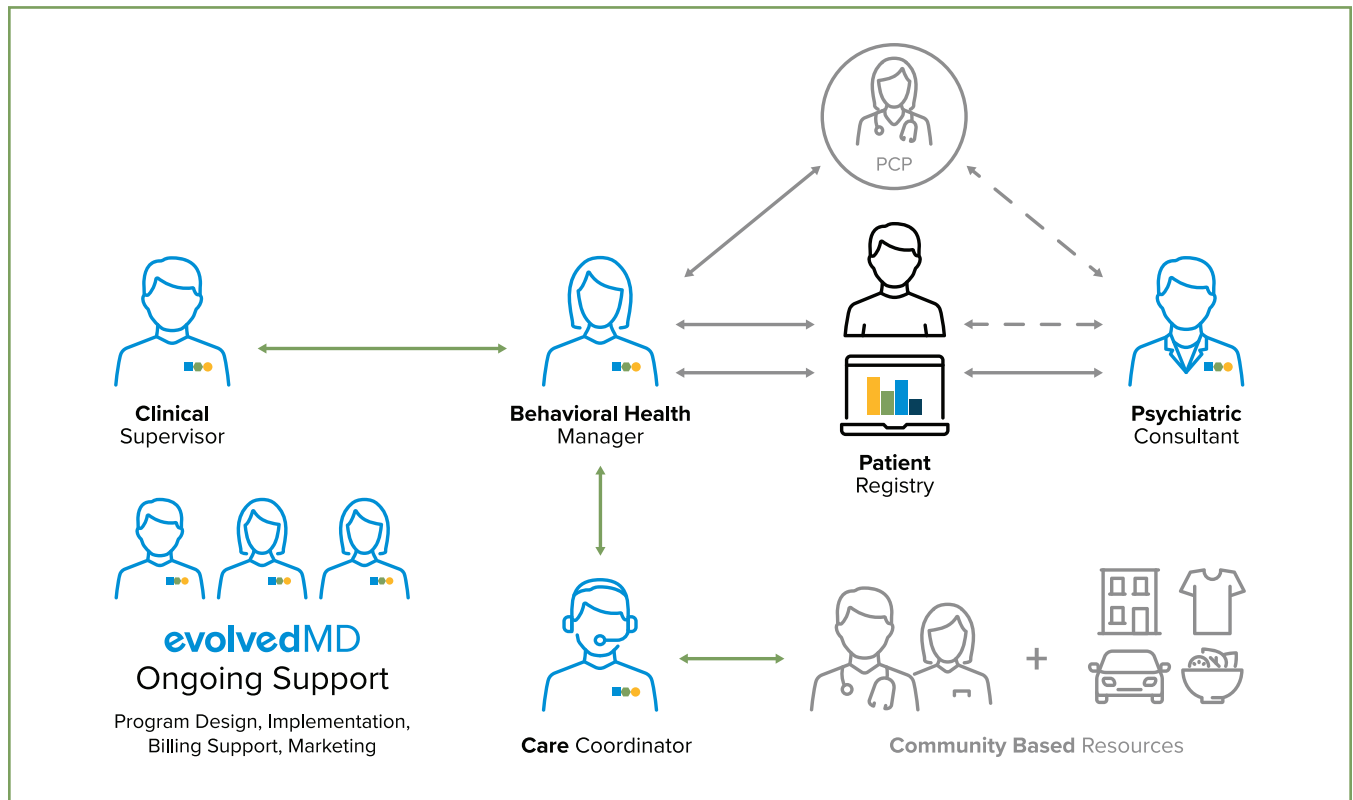 PCP
Clinical
Supervisor
Behavioral Health
Manager
Patient
Registry
Psychiatric
Consultant
evolvedMD
Ongoing Support
Program Design, Implementation,
Billing Support, Marketing
Care Coordinator
Community Based Resources